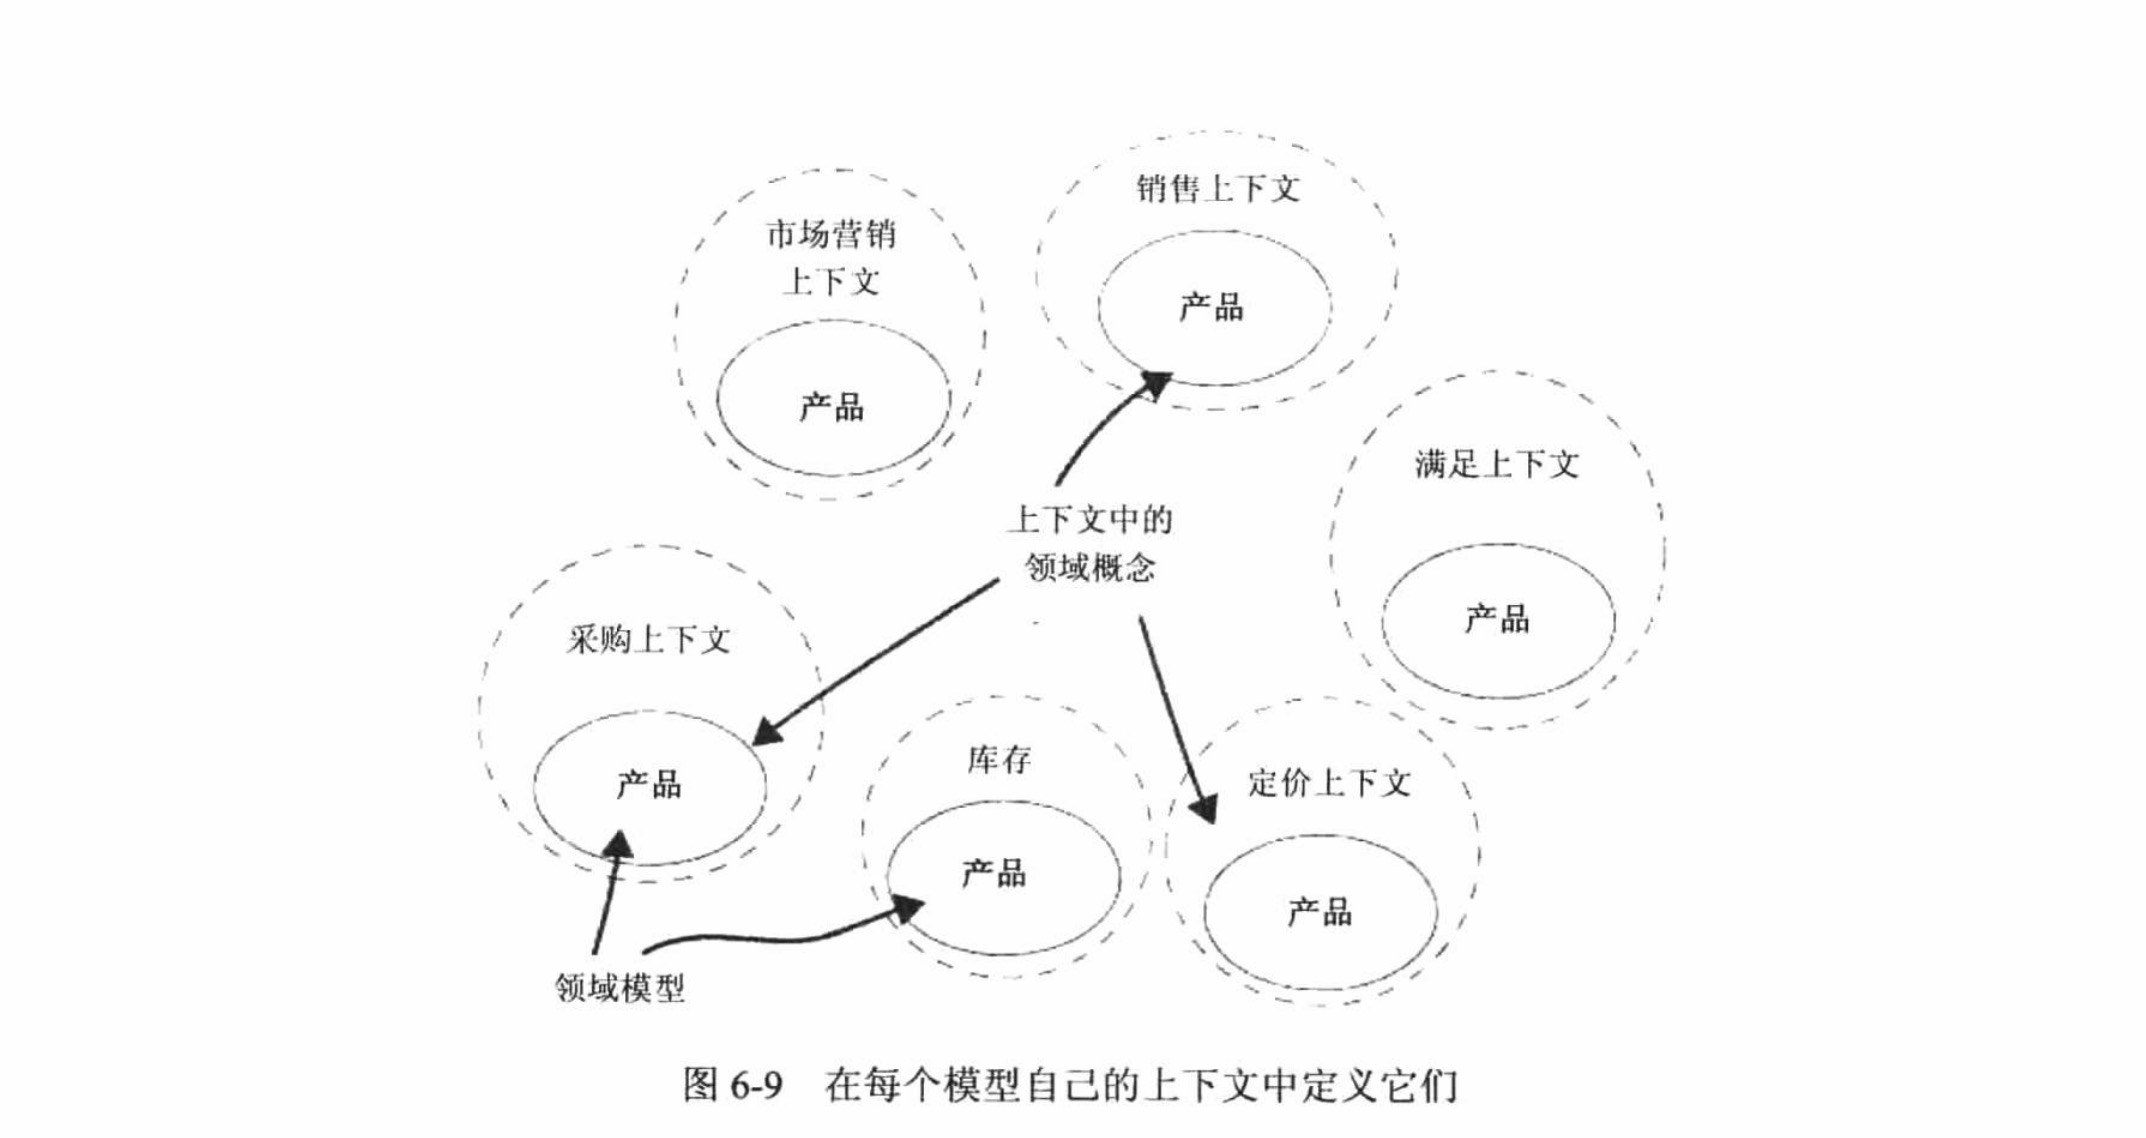 销售上下文
市场营销
上下文
产品
产品
满足上下文
上下文中的
领域概念
产品
采购上下文
库存
定价上下文
产品
产品
产品
领域模型
图 6-9 在每个模型自己的上下文中定义它们